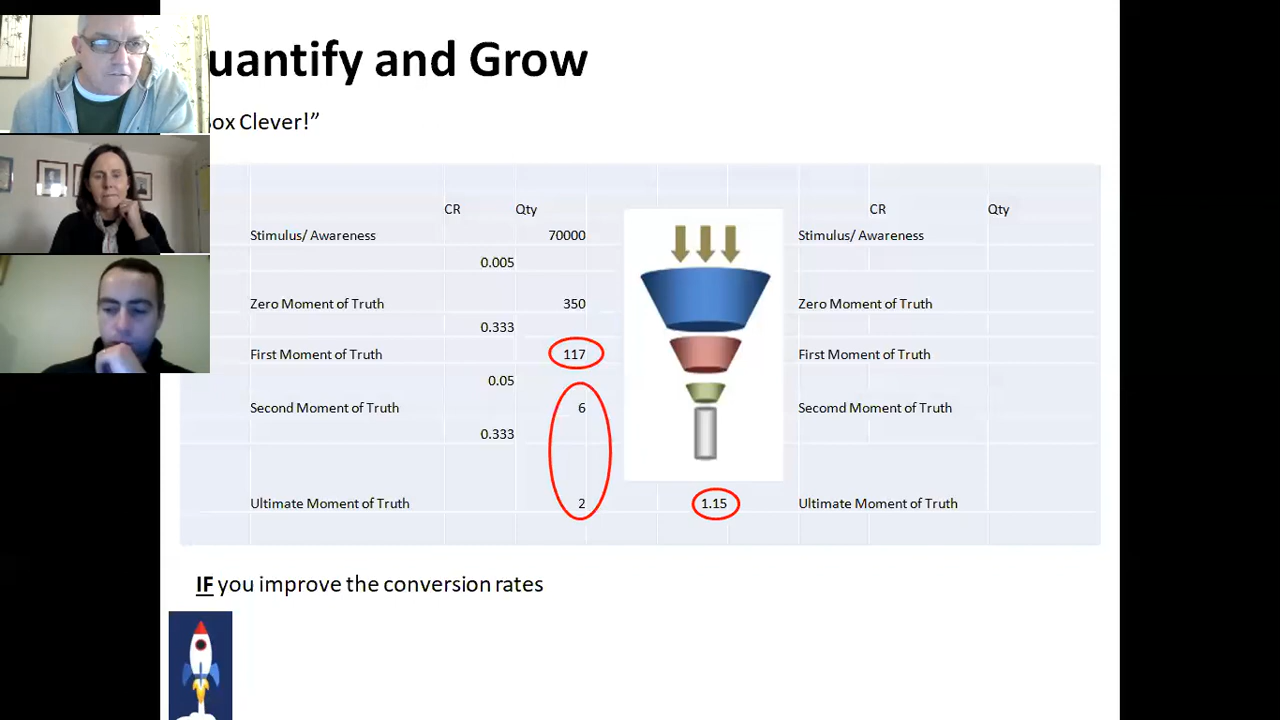 uantify and Grow
ox Clever!”
CR Qty CR Qty
Stimulus/ Awareness 70000 Stimulus/ Awareness
0.005
Zero Moment of Truth 350 Zero Moment of Truth
0.333
First Moment of Truth 117 First Moment of Truth
0.05
Second Moment of Truth 6 Secomd Moment of Truth
0.333
Ultimate Moment of Truth 2 1.15 Ultimate Moment of Truth
IF you improve the conversion rates